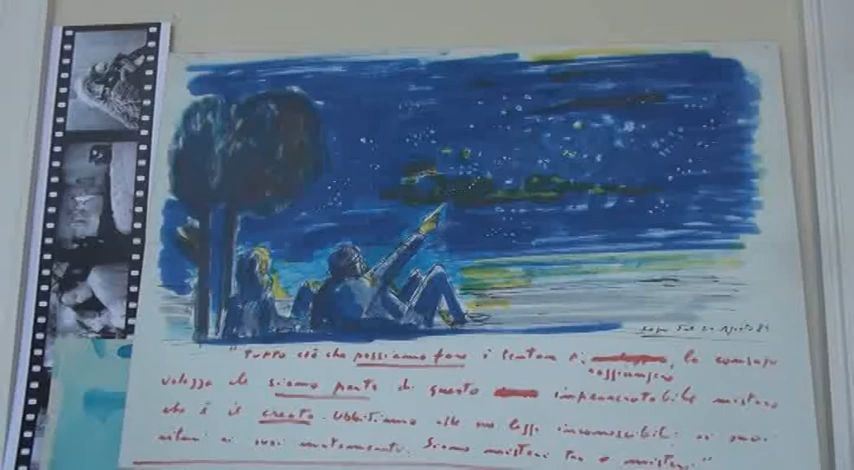 "Tutto ciò che possiamo fare è tentare di raggiungere la consape
volezza che siamo parte di questo impenetrabile mistero
che è il creato. Ubbidiamo alle sue leggi inconoscibili, ai suoi
ritmi ai suoi mutamenti. Siamo misteri tra i misteri"